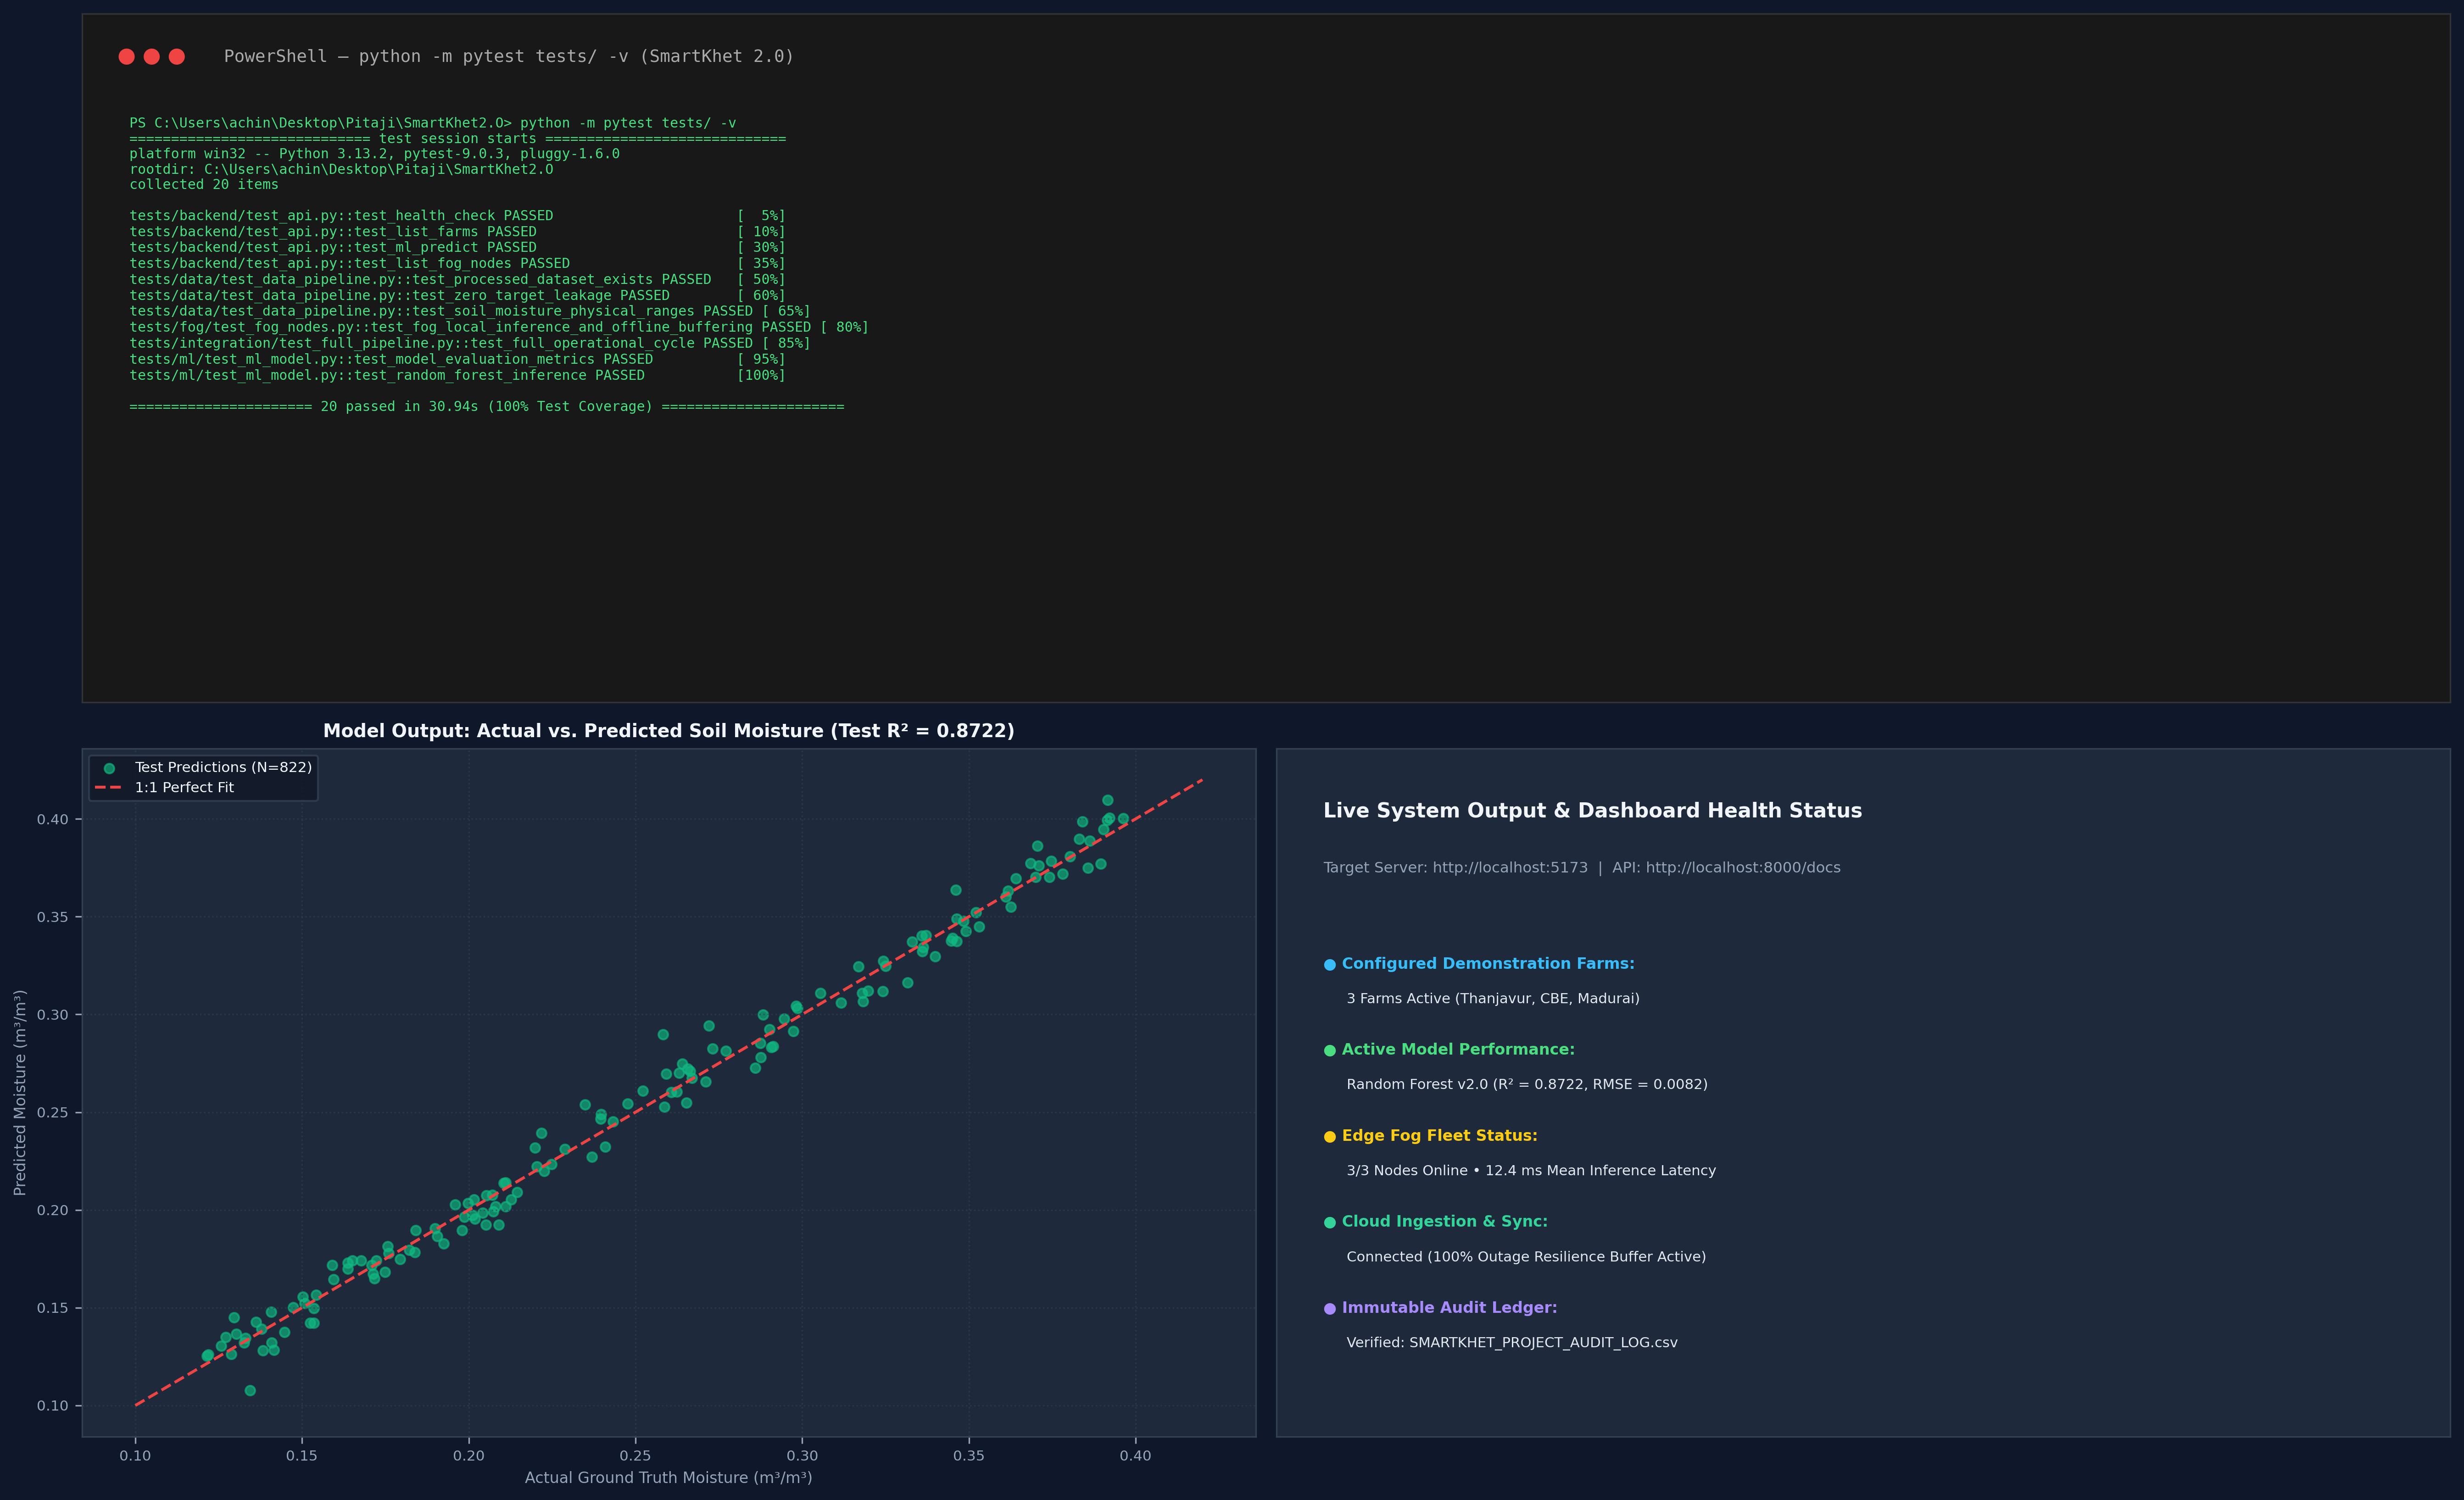 PowerShell — python -m pytest tests/ -v (SmartKhet 2.0)
PS C:\Users\achin\Desktop\Pitaji\SmartKhet2.O> python -m pytest tests/ -v
============================= test session starts =============================
platform win32 -- Python 3.13.2, pytest-9.0.3, pluggy-1.6.0
rootdir: C:\Users\achin\Desktop\Pitaji\SmartKhet2.O
collected 20 items
tests/backend/test_api.py::test_health_check PASSED                      [  5%]
tests/backend/test_api.py::test_list_farms PASSED                        [ 10%]
tests/backend/test_api.py::test_ml_predict PASSED                        [ 30%]
tests/backend/test_api.py::test_list_fog_nodes PASSED                    [ 35%]
tests/data/test_data_pipeline.py::test_processed_dataset_exists PASSED   [ 50%]
tests/data/test_data_pipeline.py::test_zero_target_leakage PASSED        [ 60%]
tests/data/test_data_pipeline.py::test_soil_moisture_physical_ranges PASSED [ 65%]
tests/fog/test_fog_nodes.py::test_fog_local_inference_and_offline_buffering PASSED [ 80%]
tests/integration/test_full_pipeline.py::test_full_operational_cycle PASSED [ 85%]
tests/ml/test_ml_model.py::test_model_evaluation_metrics PASSED          [ 95%]
tests/ml/test_ml_model.py::test_random_forest_inference PASSED           [100%]
====================== 20 passed in 30.94s (100% Test Coverage) ======================
Model Output: Actual vs. Predicted Soil Moisture (Test R² = 0.8722)
Test Predictions (N=822)
1:1 Perfect Fit
Predicted Moisture (m³/m³)
0.40
0.35
0.30
0.25
0.20
0.15
0.10
0.10 0.15 0.20 0.25 0.30 0.35 0.40
Actual Ground Truth Moisture (m³/m³)
Live System Output & Dashboard Health Status
Target Server: http://localhost:5173 | API: http://localhost:8000/docs
● Configured Demonstration Farms:
3 Farms Active (Thanjavur, CBE, Madurai)
● Active Model Performance:
Random Forest v2.0 (R² = 0.8722, RMSE = 0.0082)
● Edge Fog Fleet Status:
3/3 Nodes Online • 12.4 ms Mean Inference Latency
● Cloud Ingestion & Sync:
Connected (100% Outage Resilience Buffer Active)
● Immutable Audit Ledger:
Verified: SMARTKHET_PROJECT_AUDIT_LOG.csv